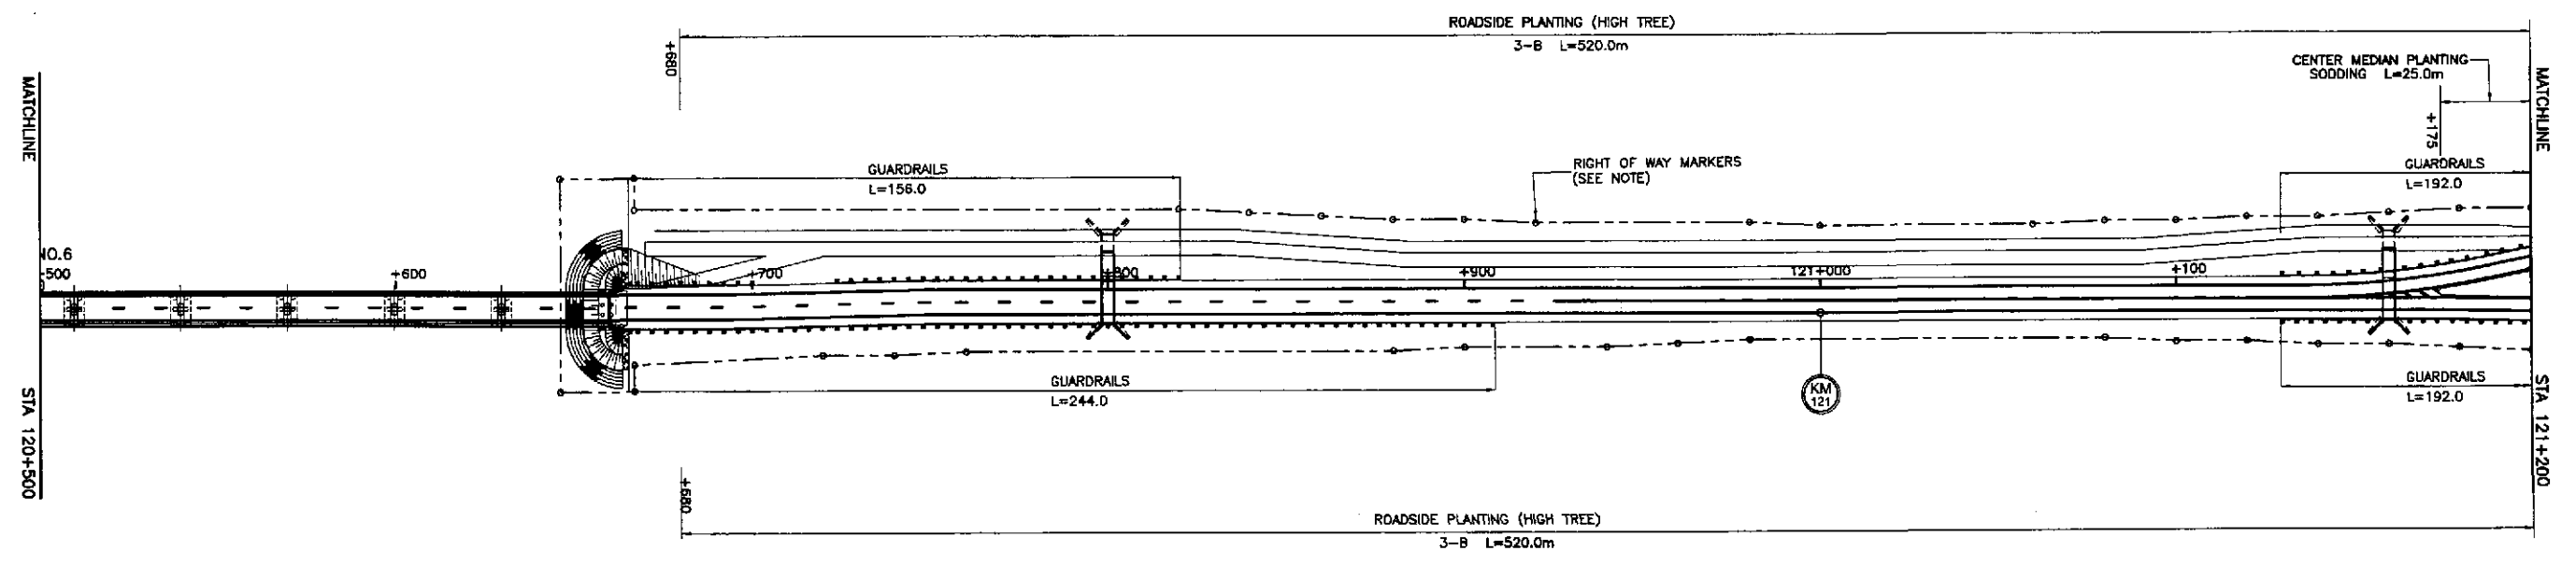 ROADSIDE PLANTING (HIGH TREE)
3-B L=520.0m
+680
CENTER MEDIAN PLANTING
SODDING L=25.0m
+175
MATCHLINE
MATCHLINE
GUARDRAILS
L=156.0
RIGHT OF WAY MARKERS
(SEE NOTE)
GUARDRAILS
L=192.0
NO.6
500
+600
+700
+800
+900
121+000
+100
GUARDRAILS
L=244.0
KM
121
GUARDRAILS
L=192.0
STA 120+500
STA 121+200
+680
ROADSIDE PLANTING (HIGH TREE)
3-B L=520.0m